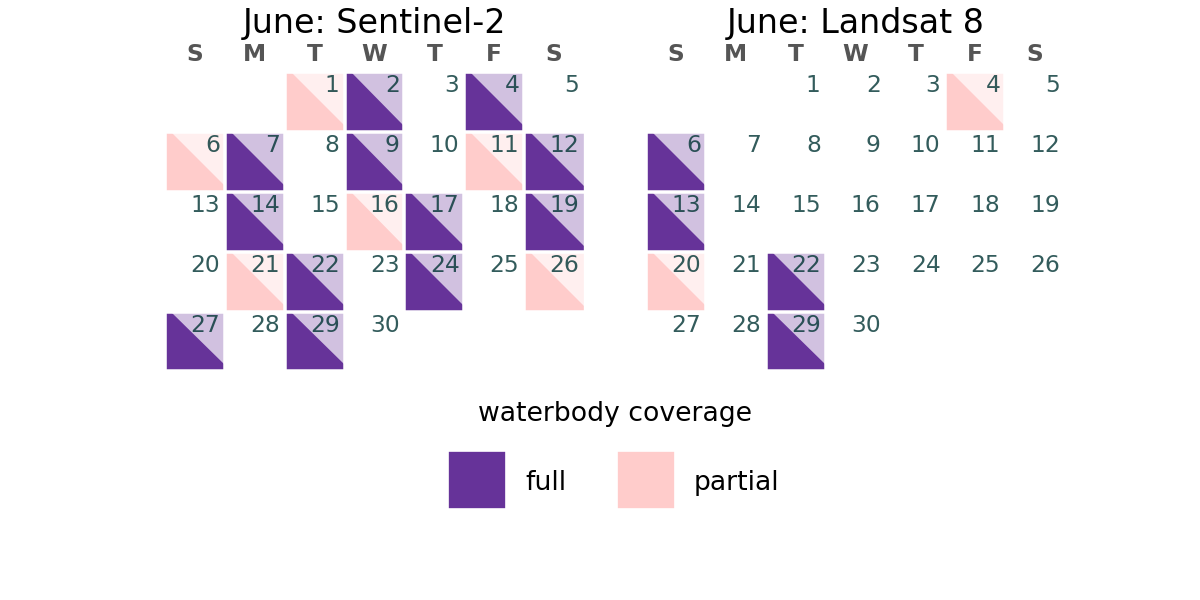 June: Sentinel-2
S M T W T F S
1 2 3 4 5
6 7 8 9 10 11 12
13 14 15 16 17 18 19
20 21 22 23 24 25 26
27 28 29 30
June: Landsat 8
S M T W T F S
1 2 3 4 5
6 7 8 9 10 11 12
13 14 15 16 17 18 19
20 21 22 23 24 25 26
27 28 29 30
waterbody coverage
full partial